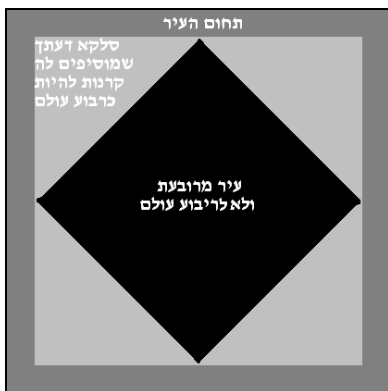 תחום העיר
סלקא דעתך
שמוסיפים לה
קרנות להיות
כרבוע עולם
עיר מרובעת
ולא לריבוע עולם